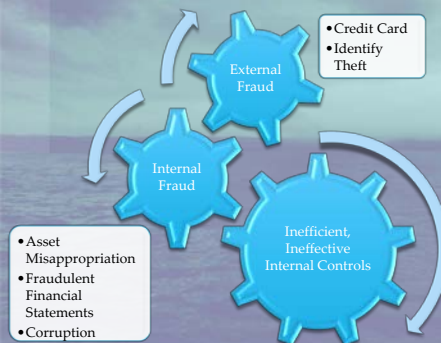 External
Fraud
•Credit Card
•Identify
Theft
Internal
Fraud
Inefficient,
Ineffective
Internal Controls
•Asset
Misappropriation
•Fraudulent
Financial
Statements
•Corruption